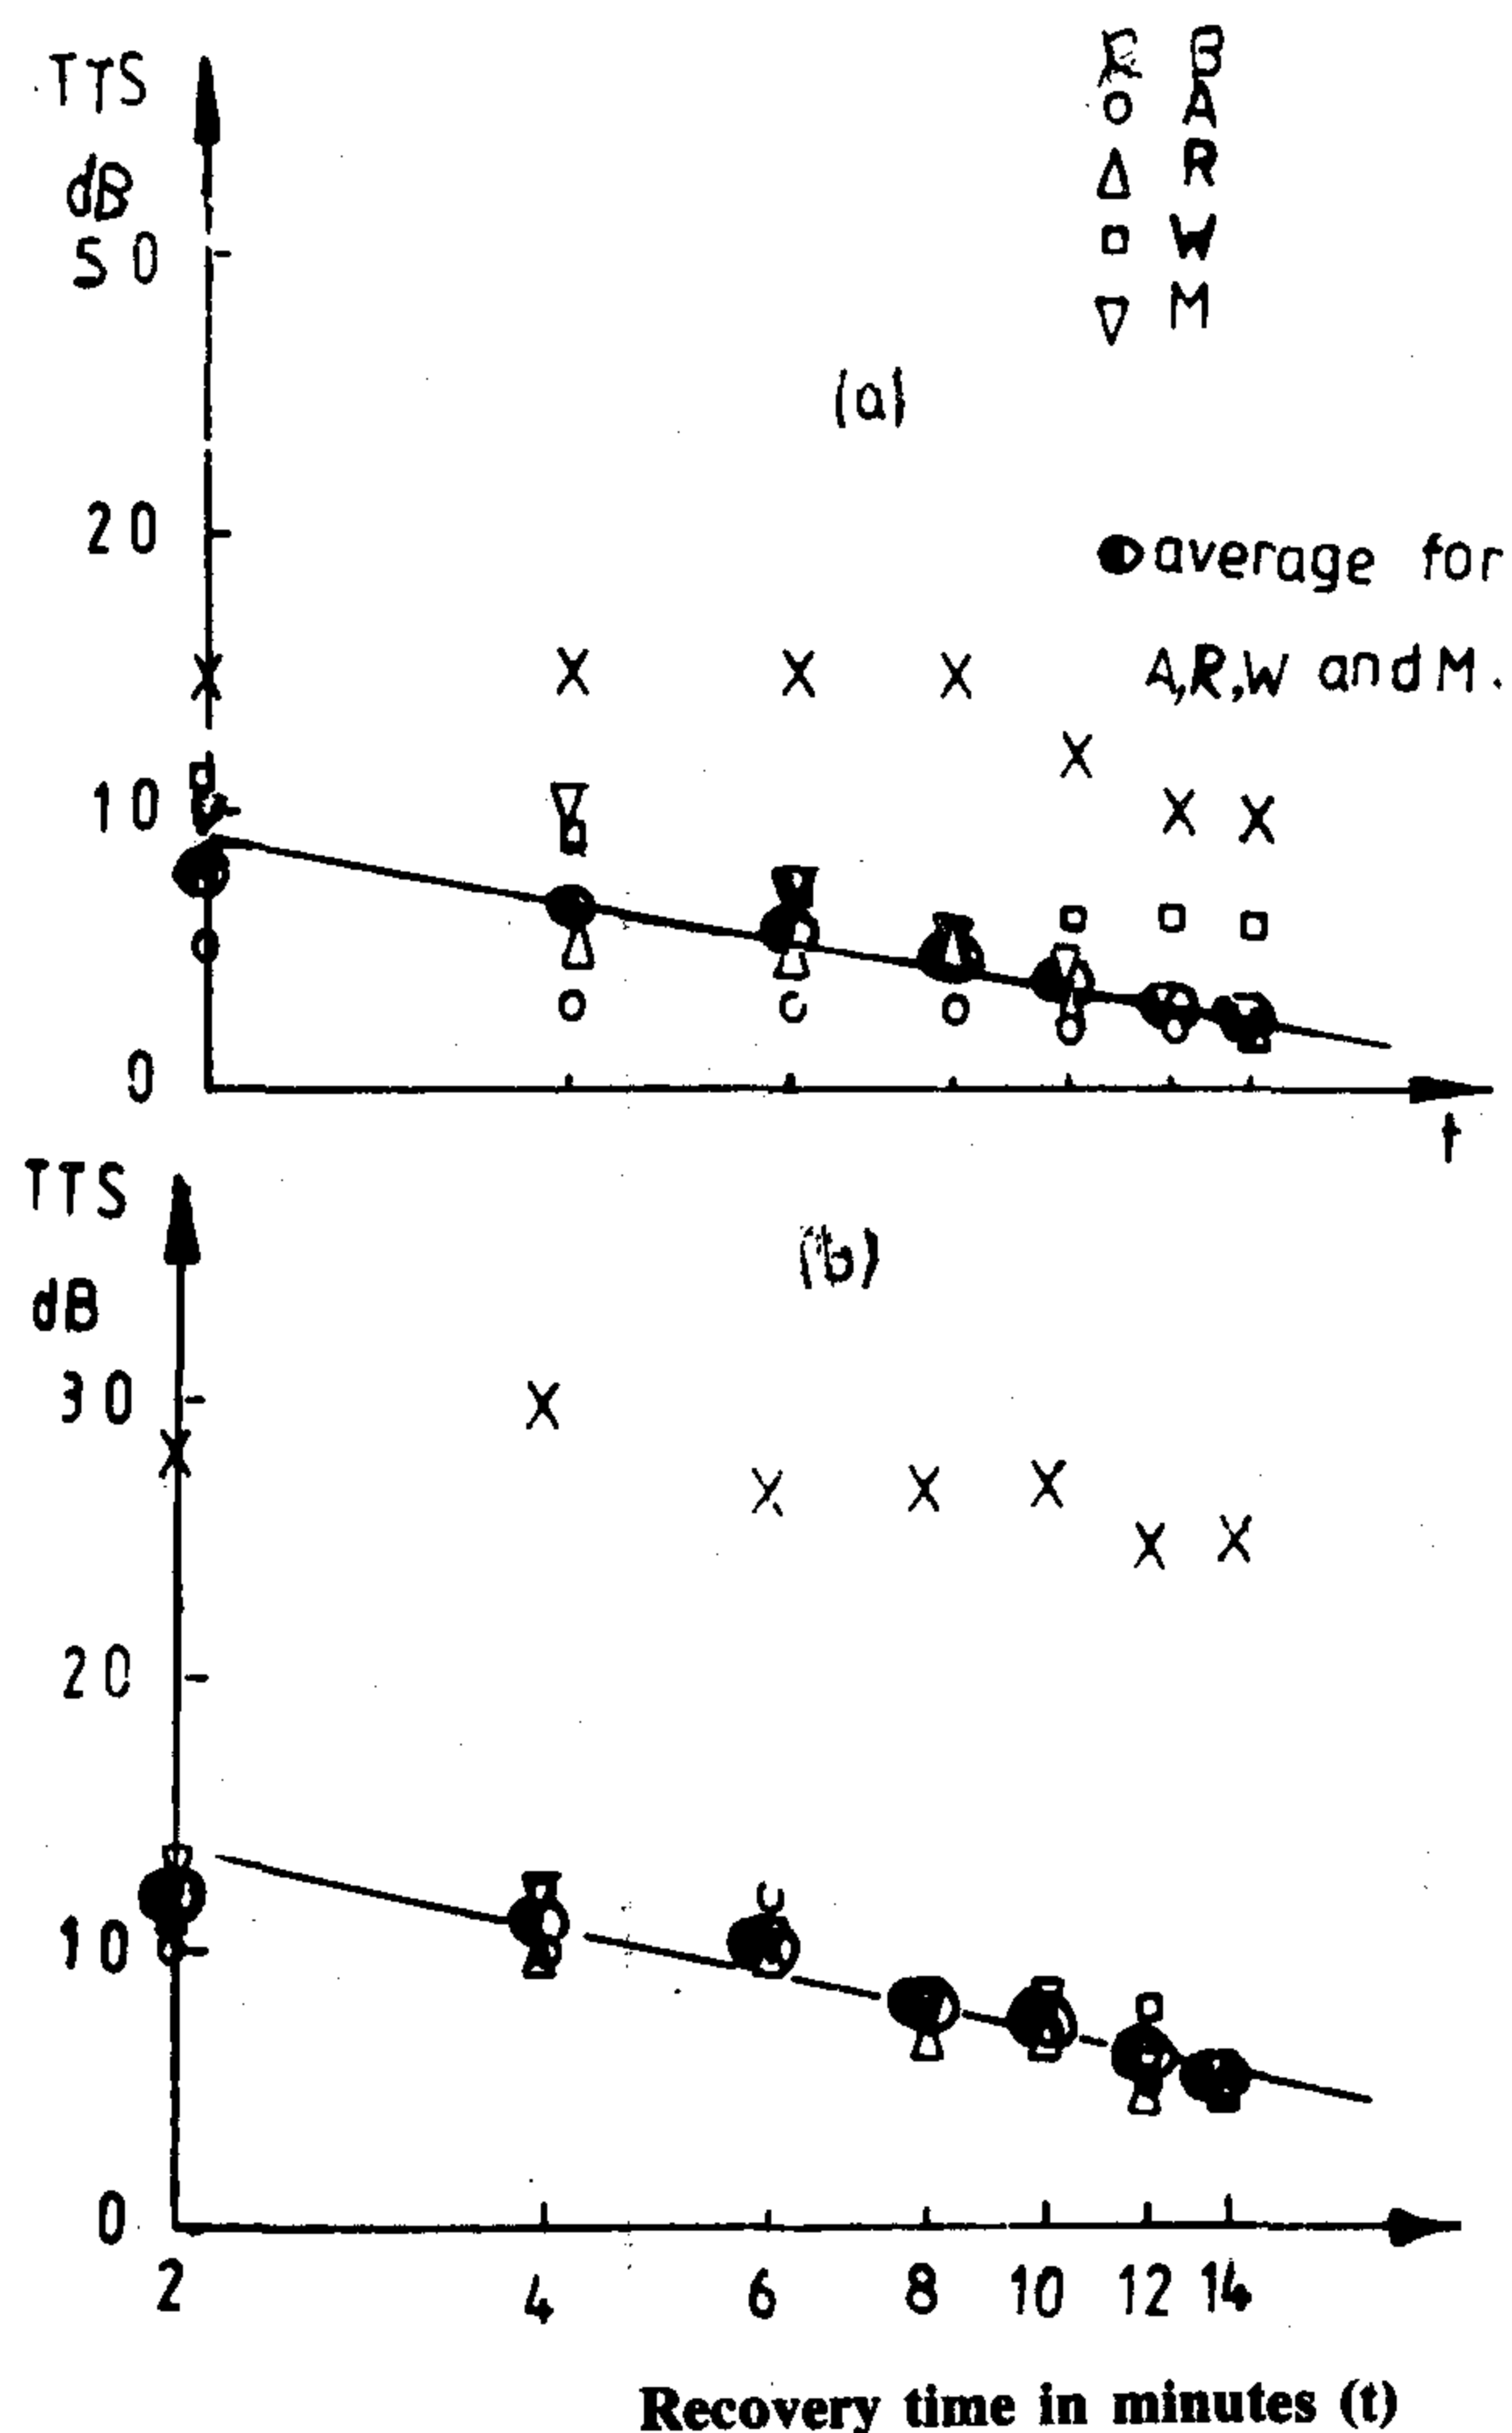 TTS
dB
50
20
10
0
X B
A
R
W
M
(a)
average for
A,R,W and M.
t
TTS
dB
30
20
10
0
(b)
2 4 6 8 10 12 14
Recovery time in minutes (t)